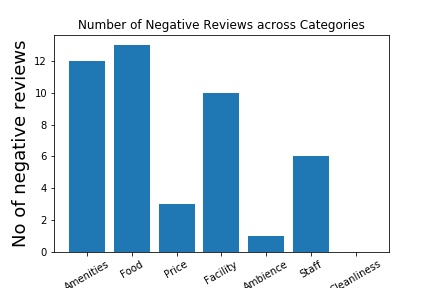 Number of Negative Reviews across Categories
No of negative reviews
12
10
8
6
4
2
0
Amenities
Food
Price
Facility
Ambience
Staff
Cleanliness